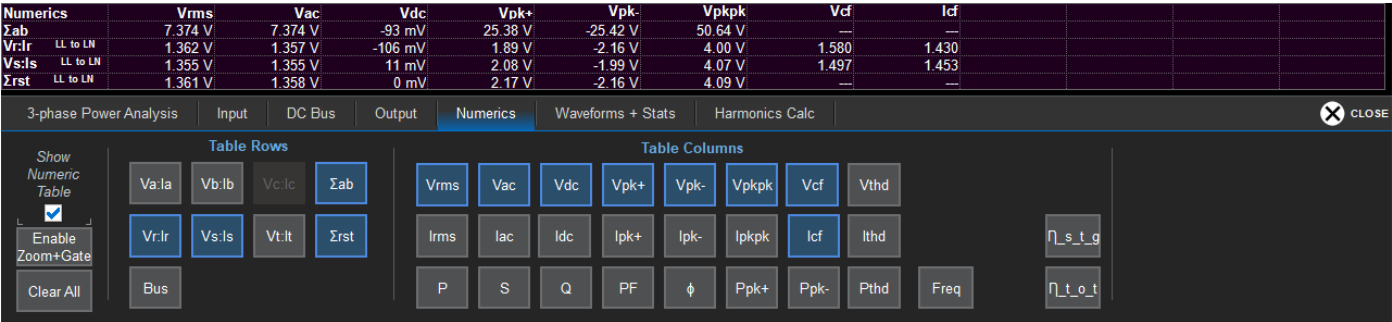 Numerics Vrms Vac Vdc Vpk+ Vpk- Vpkpk Vcf Icf
Σab 7.374 V 7.374 V -93 mV 25.38 V -25.42 V 50.64 V --- ---
Vr:Ir LL to LN 1.362 V 1.357 V -106 mV 1.89 V -2.16 V 4.00 V 1.580 1.430
Vs:Is LL to LN 1.355 V 1.355 V 11 mV 2.08 V -1.99 V 4.07 V 1.497 1.453
Σrst LL to LN 1.361 V 1.358 V 0 mV 2.17 V -2.16 V 4.09 V --- ---
3-phase Power Analysis Input DC Bus Output Numerics Waveforms + Stats Harmonics Calc CLOSE
Show
Numeric
Table
Enable
Zoom+Gate
Clear All
Table Rows
Va:Ia Vb:Ib Vc:Ic Σab
Vr:Ir Vs:Is Vt:It Σrst
Bus
Table Columns
Vrms Vac Vdc Vpk+ Vpk- Vpkpk Vcf Vthd
Irms Iac Idc Ipk+ Ipk- Ipkpk Icf Ithd Ƞ_s_t_g
P S Q PF ϕ Ppk+ Ppk- Pthd Freq Ƞ_t_o_t